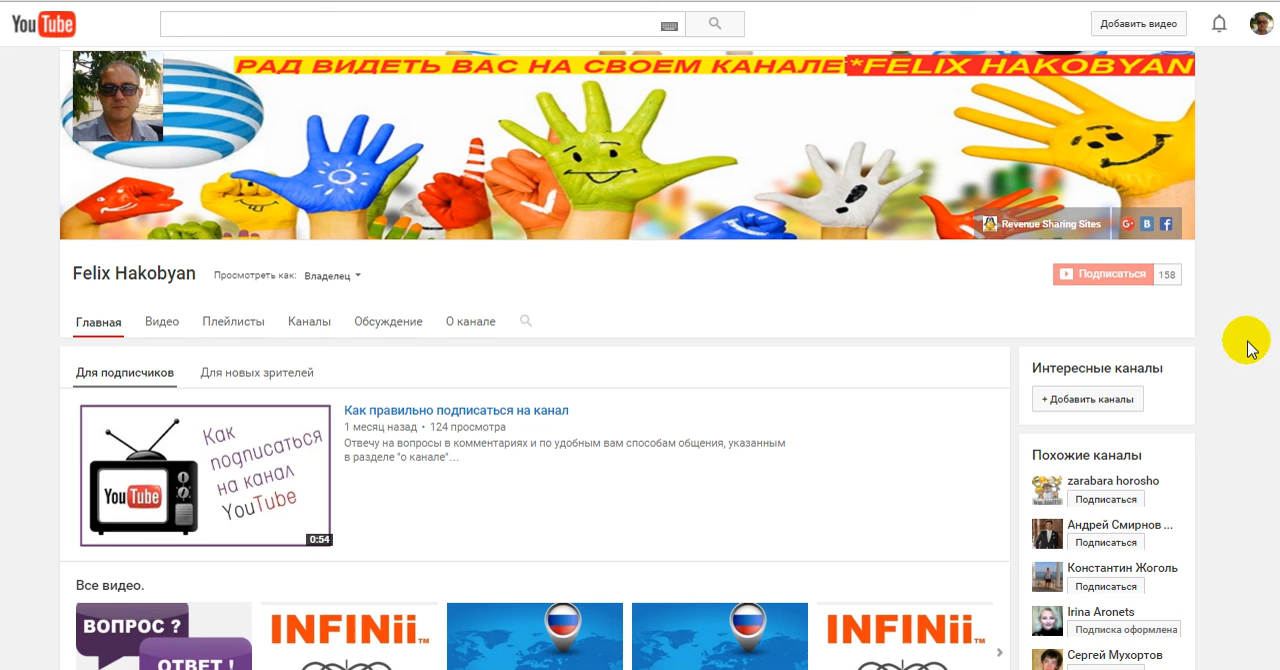 YouTube
Добавить видео
РАД ВИДЕТЬ ВАС НА СВОЕМ КАНАЛЕ *FELIX HAKOBYAN
Revenue Sharing Sites
Felix Hakobyan
Просмотреть как: Владелец
Подписаться 158
Главная Видео Плейлисты Каналы Обсуждение О канале
Для подписчиков Для новых зрителей
Как
подписаться
на канал
YouTube
YouTube
0:54
Как правильно подписаться на канал
1 месяц назад • 124 просмотра
Отвечу на вопросы в комментариях и по удобным вам способам общения, указанным
в разделе "о канале"…
Все видео.
ВОПРОС ?
ОТВЕТ !
INFINii™
INFINii™
Интересные каналы
+ Добавить каналы
Похожие каналы
zarabara horosho
Подписаться
Андрей Смирнов ...
Подписаться
Константин Жоголь
Подписаться
Irina Aronets
Подписка оформлена
Сергей Мухортов